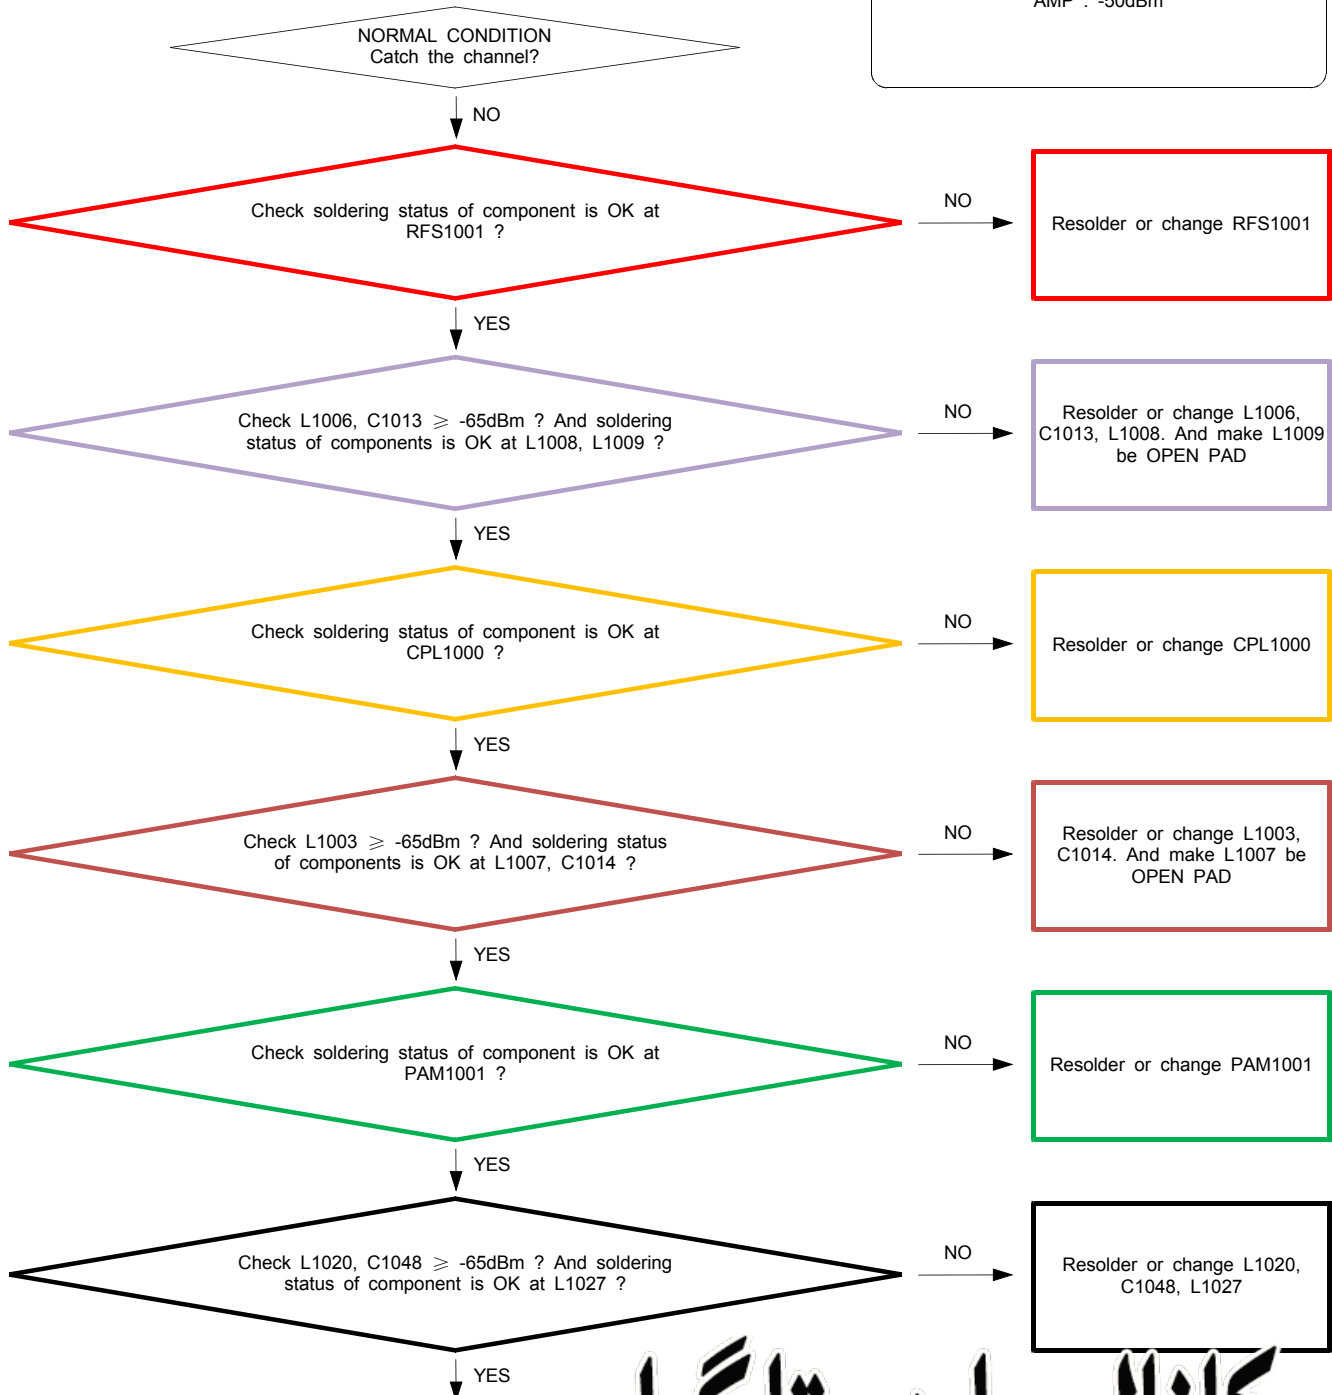 AMP : -50dBm
NORMAL CONDITION
Catch the channel?
NO
Check soldering status of component is OK at
RFS1001 ?
NO
Resolder or change RFS1001
YES
Check L1006, C1013 ≥ -65dBm ? And soldering
status of components is OK at L1008, L1009 ?
NO
Resolder or change L1006,
C1013, L1008. And make L1009
be OPEN PAD
YES
Check soldering status of component is OK at
CPL1000 ?
NO
Resolder or change CPL1000
YES
Check L1003 ≥ -65dBm ? And soldering status
of components is OK at L1007, C1014 ?
NO
Resolder or change L1003,
C1014. And make L1007 be
OPEN PAD
YES
Check soldering status of component is OK at
PAM1001 ?
NO
Resolder or change PAM1001
YES
Check L1020, C1048 ≥ -65dBm ? And soldering
status of component is OK at L1027 ?
NO
Resolder or change L1020,
C1048, L1027
YES